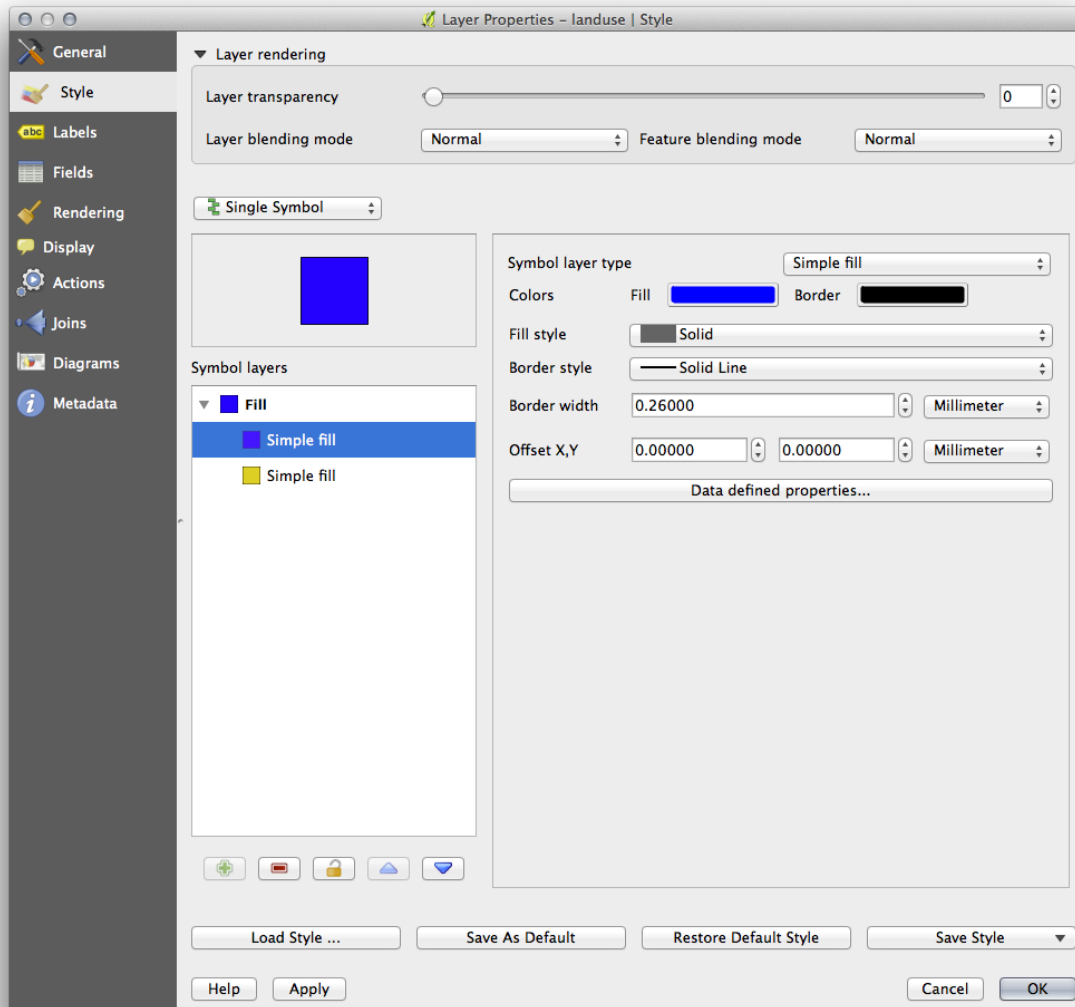 Layer Properties - landuse | Style
General
Style
abc Labels
Fields
Rendering
Display
Actions
Joins
Diagrams
i Metadata
Layer rendering
Layer transparency 0
Layer blending mode Normal Feature blending mode Normal
Single Symbol
Symbol layers
Fill
Simple fill
Simple fill
Symbol layer type Simple fill
Colors Fill Border
Fill style Solid
Border style Solid Line
Border width 0.26000 Millimeter
Offset X,Y 0.00000 0.00000 Millimeter
Data defined properties...
Load Style ... Save As Default Restore Default Style Save Style
Help Apply Cancel OK